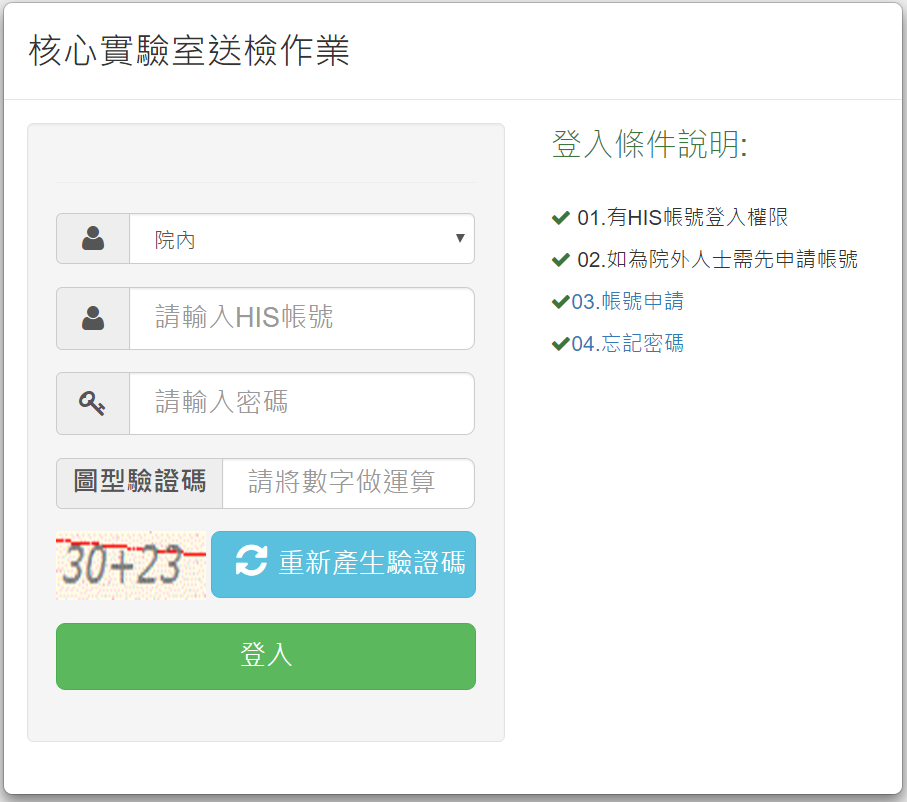 核心實驗室送檢作業
院內
請輸入HIS帳號
請輸入密碼
圖型驗證碼 請將數字做運算
30+23 重新產生驗證碼
登入
登入條件說明:
01.有HIS帳號登入權限
02.如為院外人士需先申請帳號
03.帳號申請
04.忘記密碼